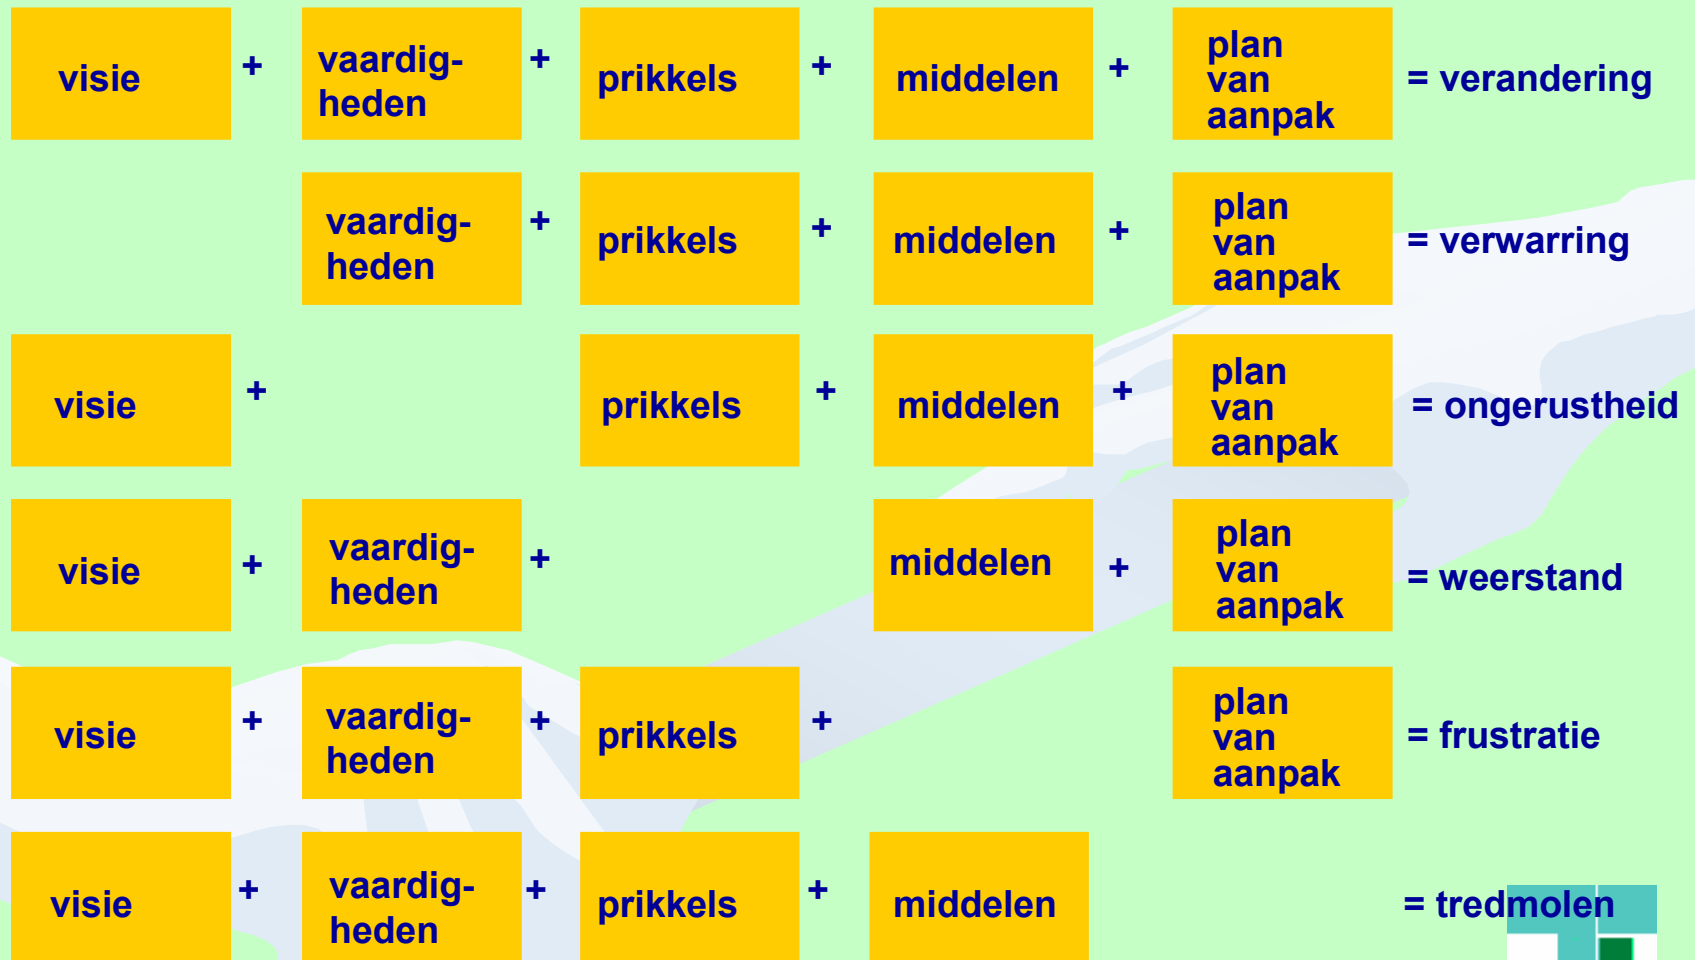 visie + vaardig-heden + prikkels + middelen + plan van aanpak = verandering
vaardig-heden + prikkels + middelen + plan van aanpak = verwarring
visie + prikkels + middelen + plan van aanpak = ongerustheid
visie + vaardig-heden + middelen + plan van aanpak = weerstand
visie + vaardig-heden + prikkels + plan van aanpak = frustratie
visie + vaardig-heden + prikkels + middelen = tredmolen